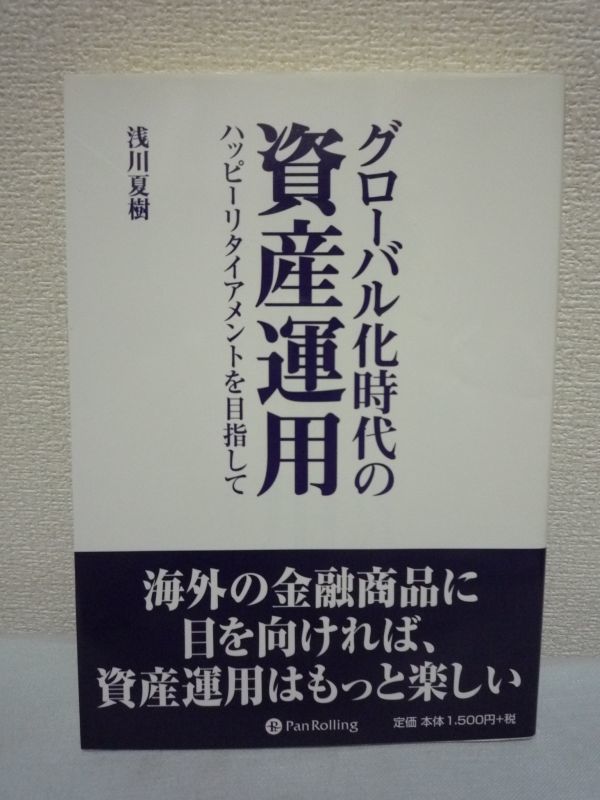 グローバル化時代の
資産運用
ハッピーリタイアメントを目指して
浅川夏樹
海外の金融商品に
目を向ければ、
資産運用はもっと楽しい
PanRolling
定価 本体1,500円+税